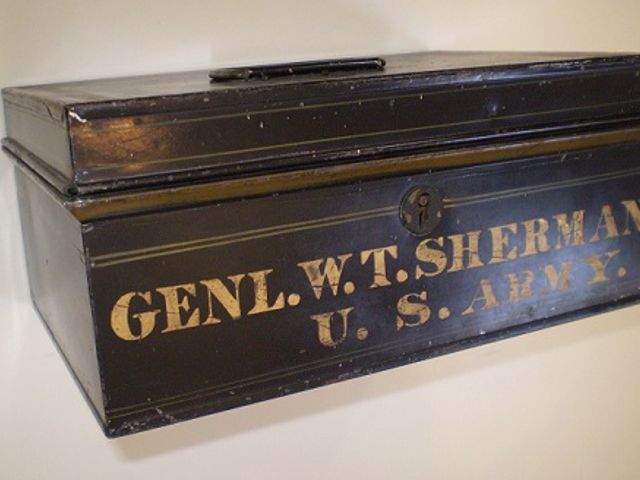 GENL. W. T. SHERMAN
U. S. ARMY.